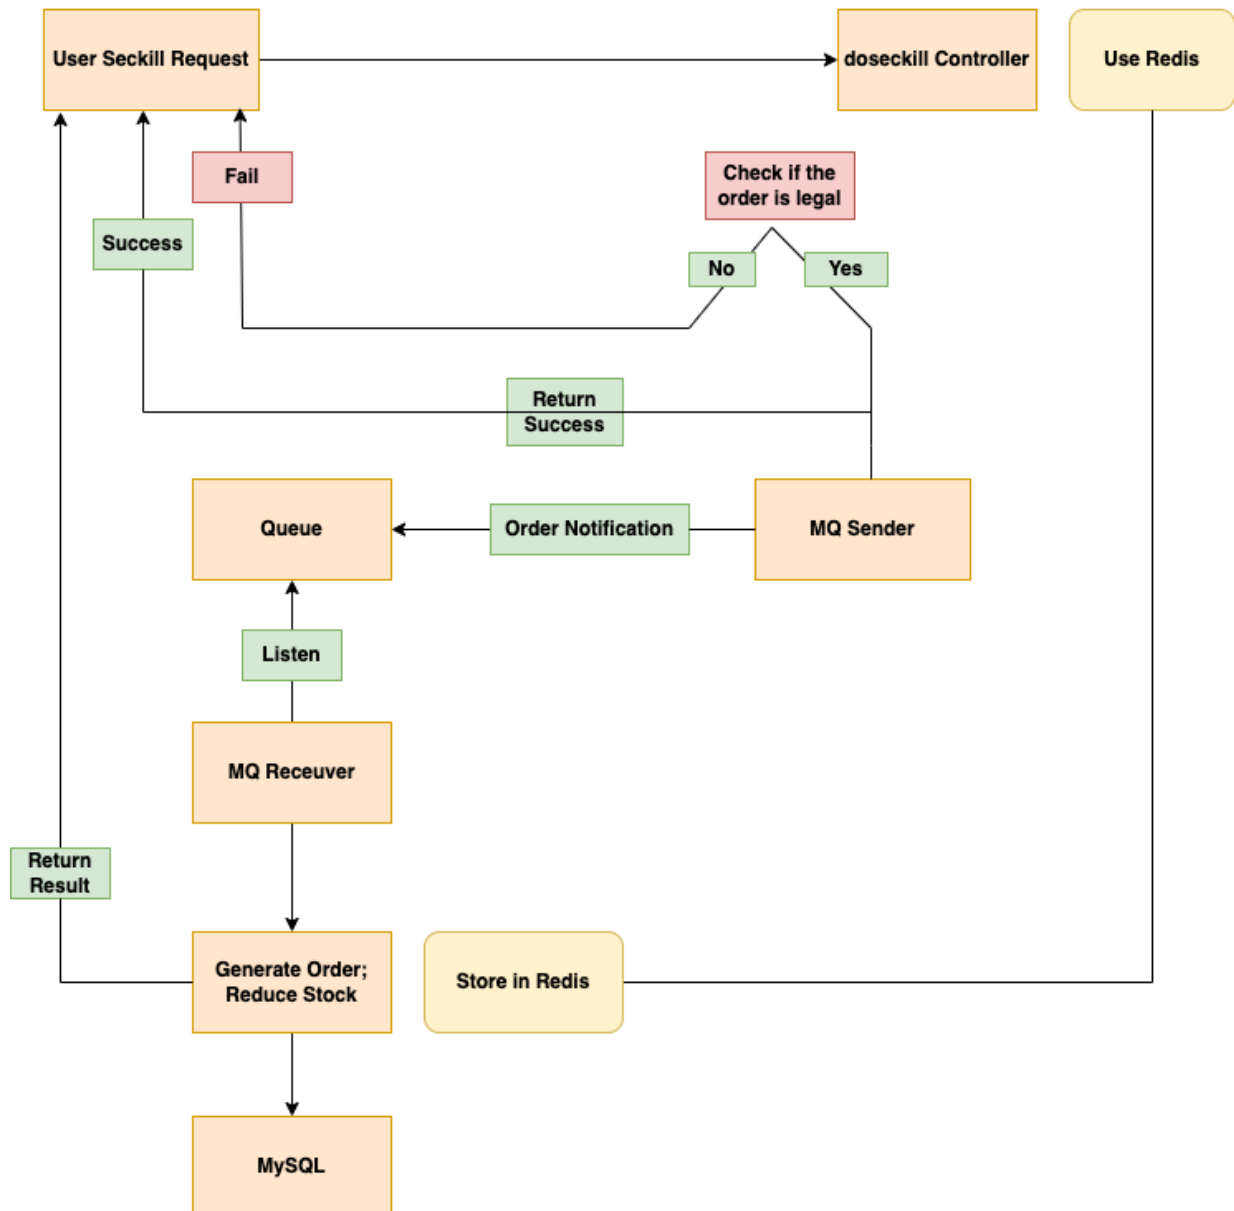 User Seckill Request
doseckill Controller
Use Redis
Fail
Check if the
order is legal
Success
No
Yes
Return
Success
Queue
Order Notification
MQ Sender
Listen
MQ Receuver
Return
Result
Generate Order;
Reduce Stock
Store in Redis
MySQL